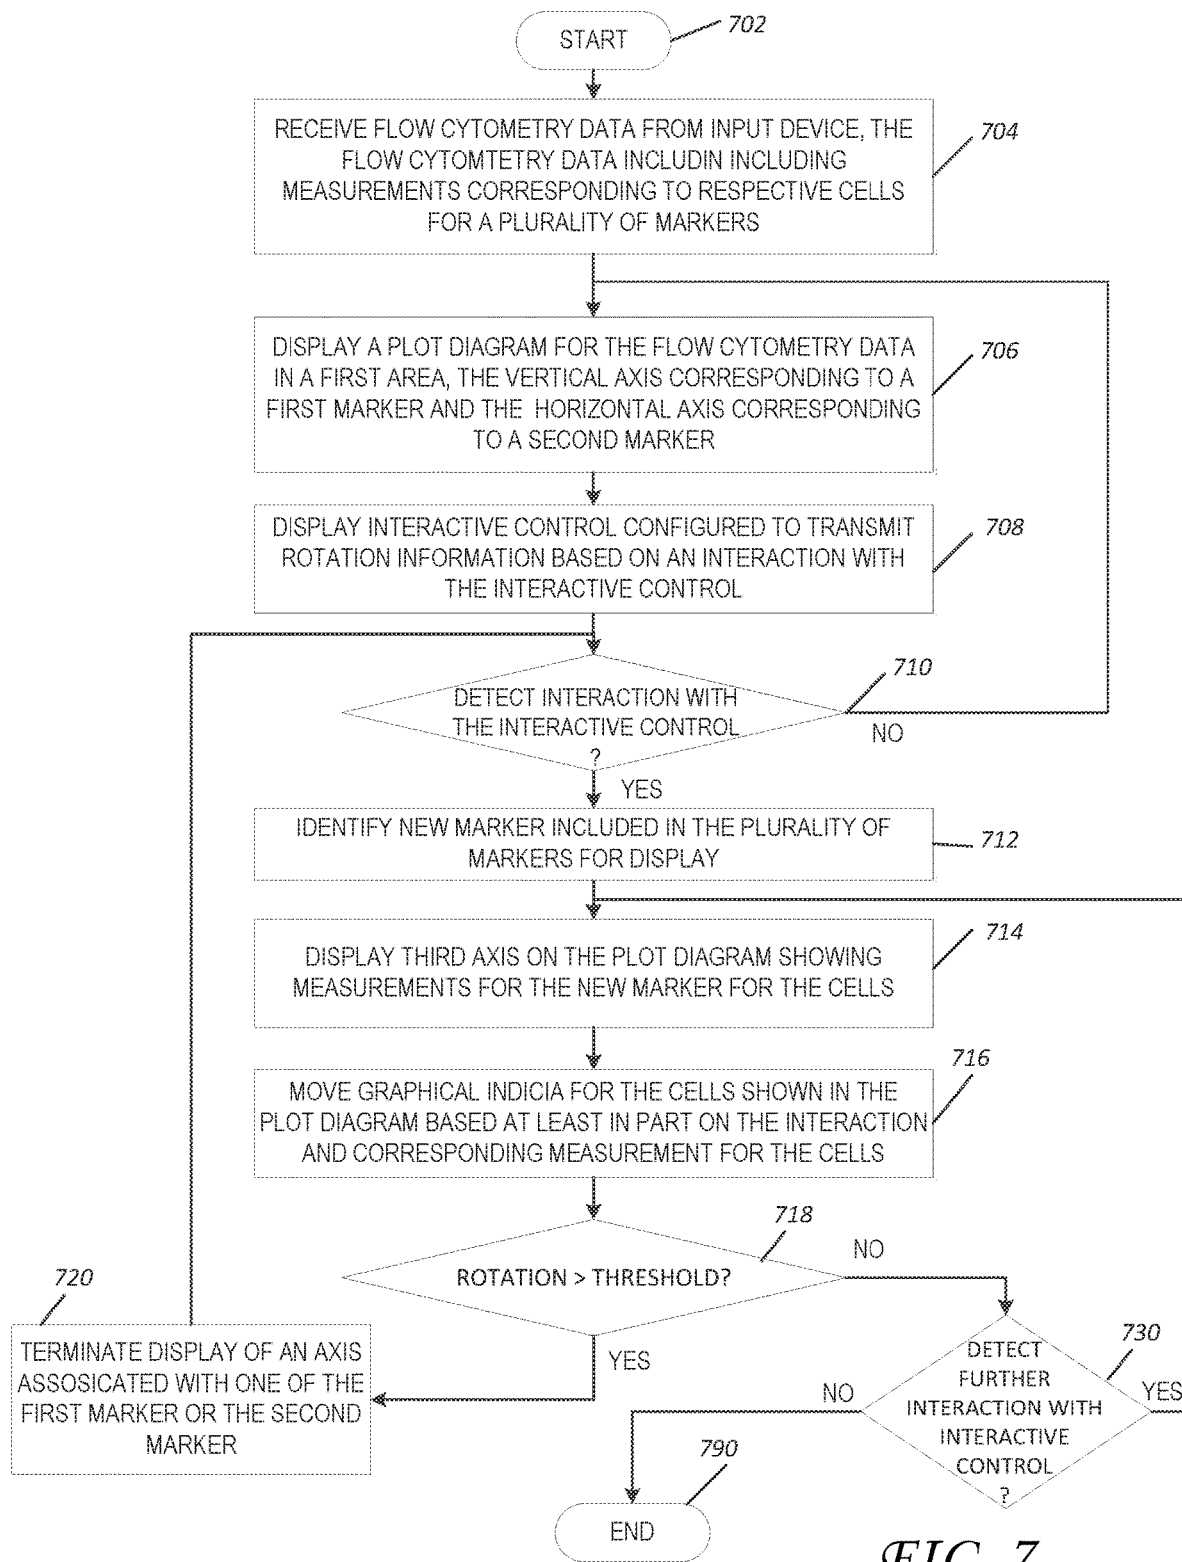 START
702
RECEIVE FLOW CYTOMETRY DATA FROM INPUT DEVICE, THE
FLOW CYTOMTETRY DATA INCLUDIN INCLUDING
MEASUREMENTS CORRESPONDING TO RESPECTIVE CELLS
FOR A PLURALITY OF MARKERS
704
DISPLAY A PLOT DIAGRAM FOR THE FLOW CYTOMETRY DATA
IN A FIRST AREA, THE VERTICAL AXIS CORRESPONDING TO A
FIRST MARKER AND THE HORIZONTAL AXIS CORRESPONDING
TO A SECOND MARKER
706
DISPLAY INTERACTIVE CONTROL CONFIGURED TO TRANSMIT
ROTATION INFORMATION BASED ON AN INTERACTION WITH
THE INTERACTIVE CONTROL
708
DETECT INTERACTION WITH
THE INTERACTIVE CONTROL
?
710
NO
YES
IDENTIFY NEW MARKER INCLUDED IN THE PLURALITY OF
MARKERS FOR DISPLAY
712
DISPLAY THIRD AXIS ON THE PLOT DIAGRAM SHOWING
MEASUREMENTS FOR THE NEW MARKER FOR THE CELLS
714
MOVE GRAPHICAL INDICIA FOR THE CELLS SHOWN IN THE
PLOT DIAGRAM BASED AT LEAST IN PART ON THE INTERACTION
AND CORRESPONDING MEASUREMENT FOR THE CELLS
716
ROTATION > THRESHOLD?
718
NO
YES
720
TERMINATE DISPLAY OF AN AXIS
ASSOSICATED WITH ONE OF THE
FIRST MARKER OR THE SECOND
MARKER
DETECT
FURTHER
INTERACTION WITH
INTERACTIVE
CONTROL
?
730
NO
YES
790
END
FIG. 7